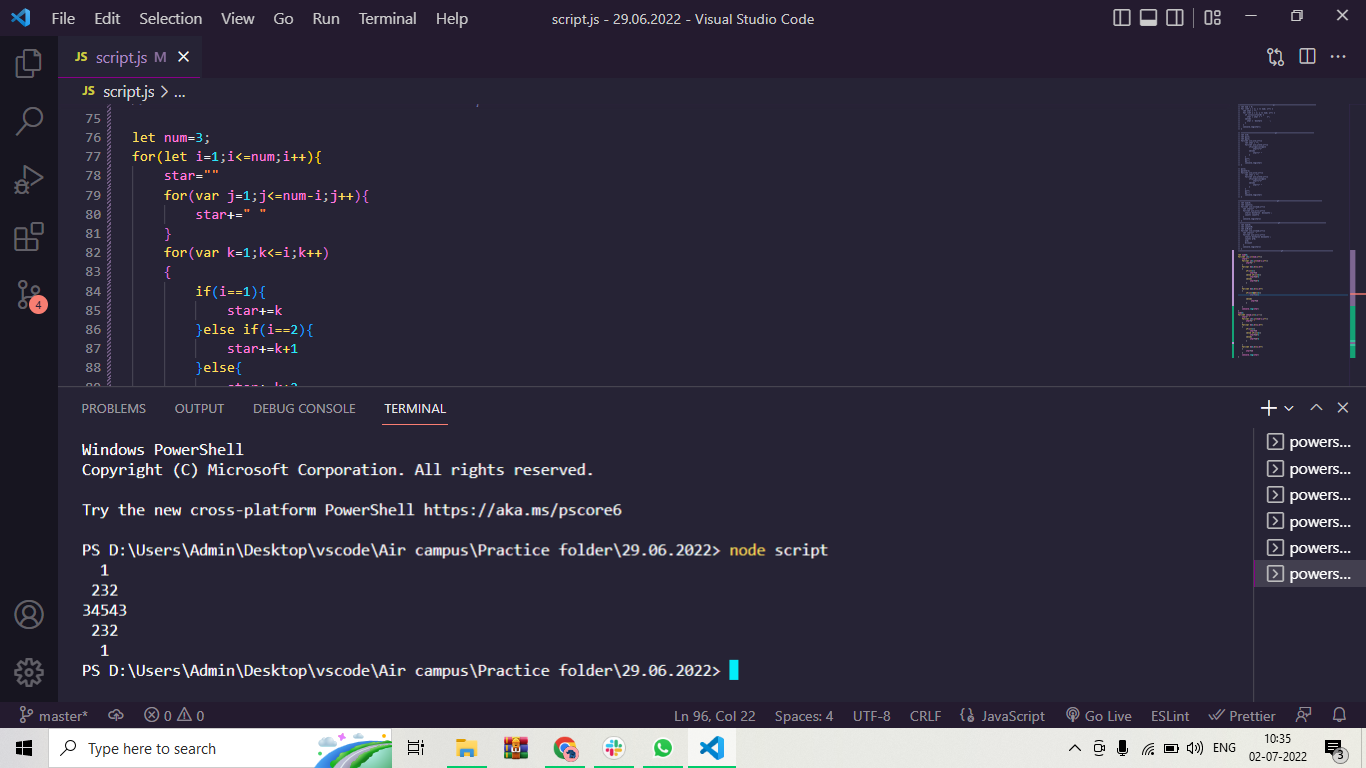 File Edit Selection View Go Run Terminal Help script.js - 29.06.2022 - Visual Studio Code
JS script.js M
JS script.js > ...
75
76 let num=3;
77 for(let i=1;i<=num;i++){
78 star=""
79 for(var j=1;j<=num-i;j++){
80 star+=" "
81 }
82 for(var k=1;k<=i;k++)
83 {
84 if(i==1){
85 star+=k
86 }else if(i==2){
87 star+=k+1
88 }else{
PROBLEMS OUTPUT DEBUG CONSOLE TERMINAL
Windows PowerShell
Copyright (C) Microsoft Corporation. All rights reserved.
Try the new cross-platform PowerShell https://aka.ms/pscore6
PS D:\Users\Admin\Desktop\vscode\Air campus\Practice folder\29.06.2022> node script
1
232
34543
232
1
PS D:\Users\Admin\Desktop\vscode\Air campus\Practice folder\29.06.2022>
powers...
powers...
powers...
powers...
powers...
powers...
4
master* 0 0 Ln 96, Col 22 Spaces: 4 UTF-8 CRLF {} JavaScript Go Live ESLint Prettier
Type here to search
ENG
10:35
02-07-2022
3